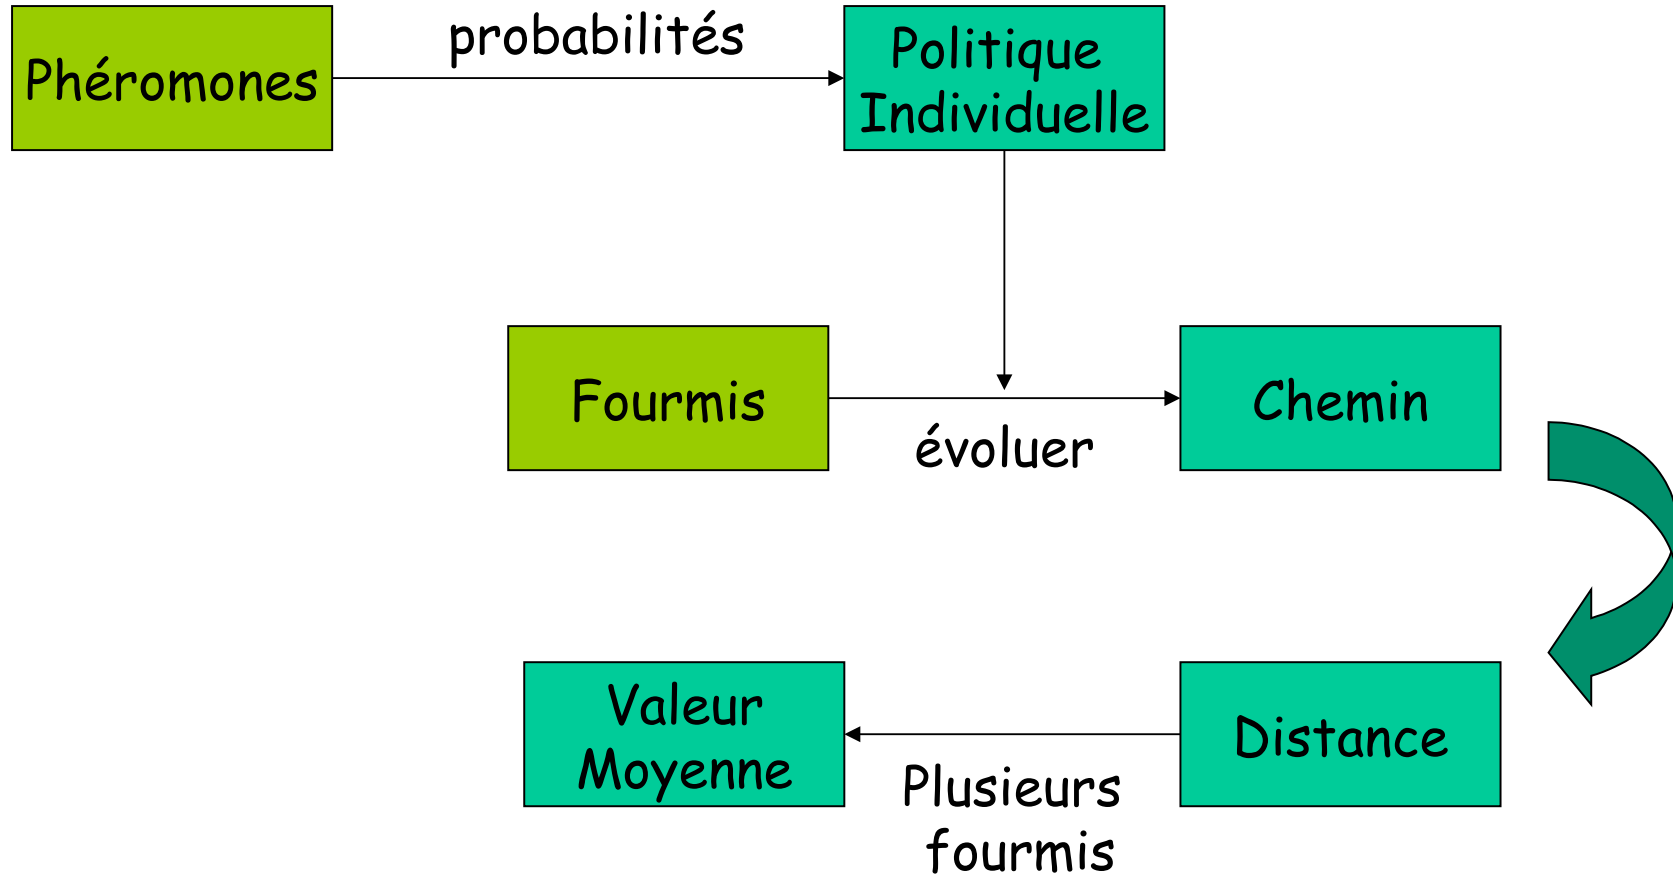 probabilités
Phéromones
Politique
Individuelle
Fourmis
évoluer
Chemin
Valeur
Moyenne
Plusieurs
fourmis
Distance